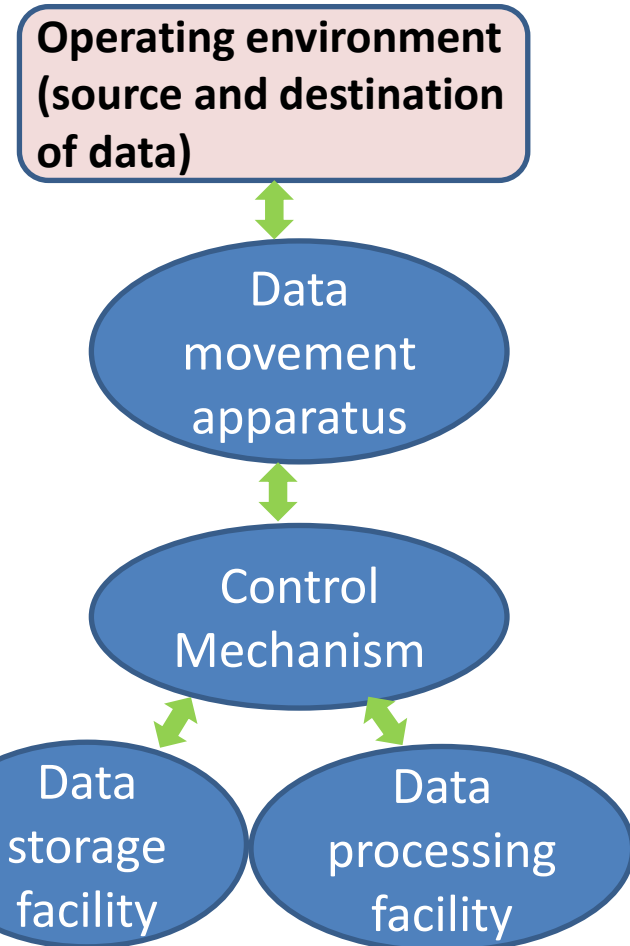 Operating environment
(source and destination
of data)
Data
movement
apparatus
Control
Mechanism
Data
storage
facility
Data
processing
facility